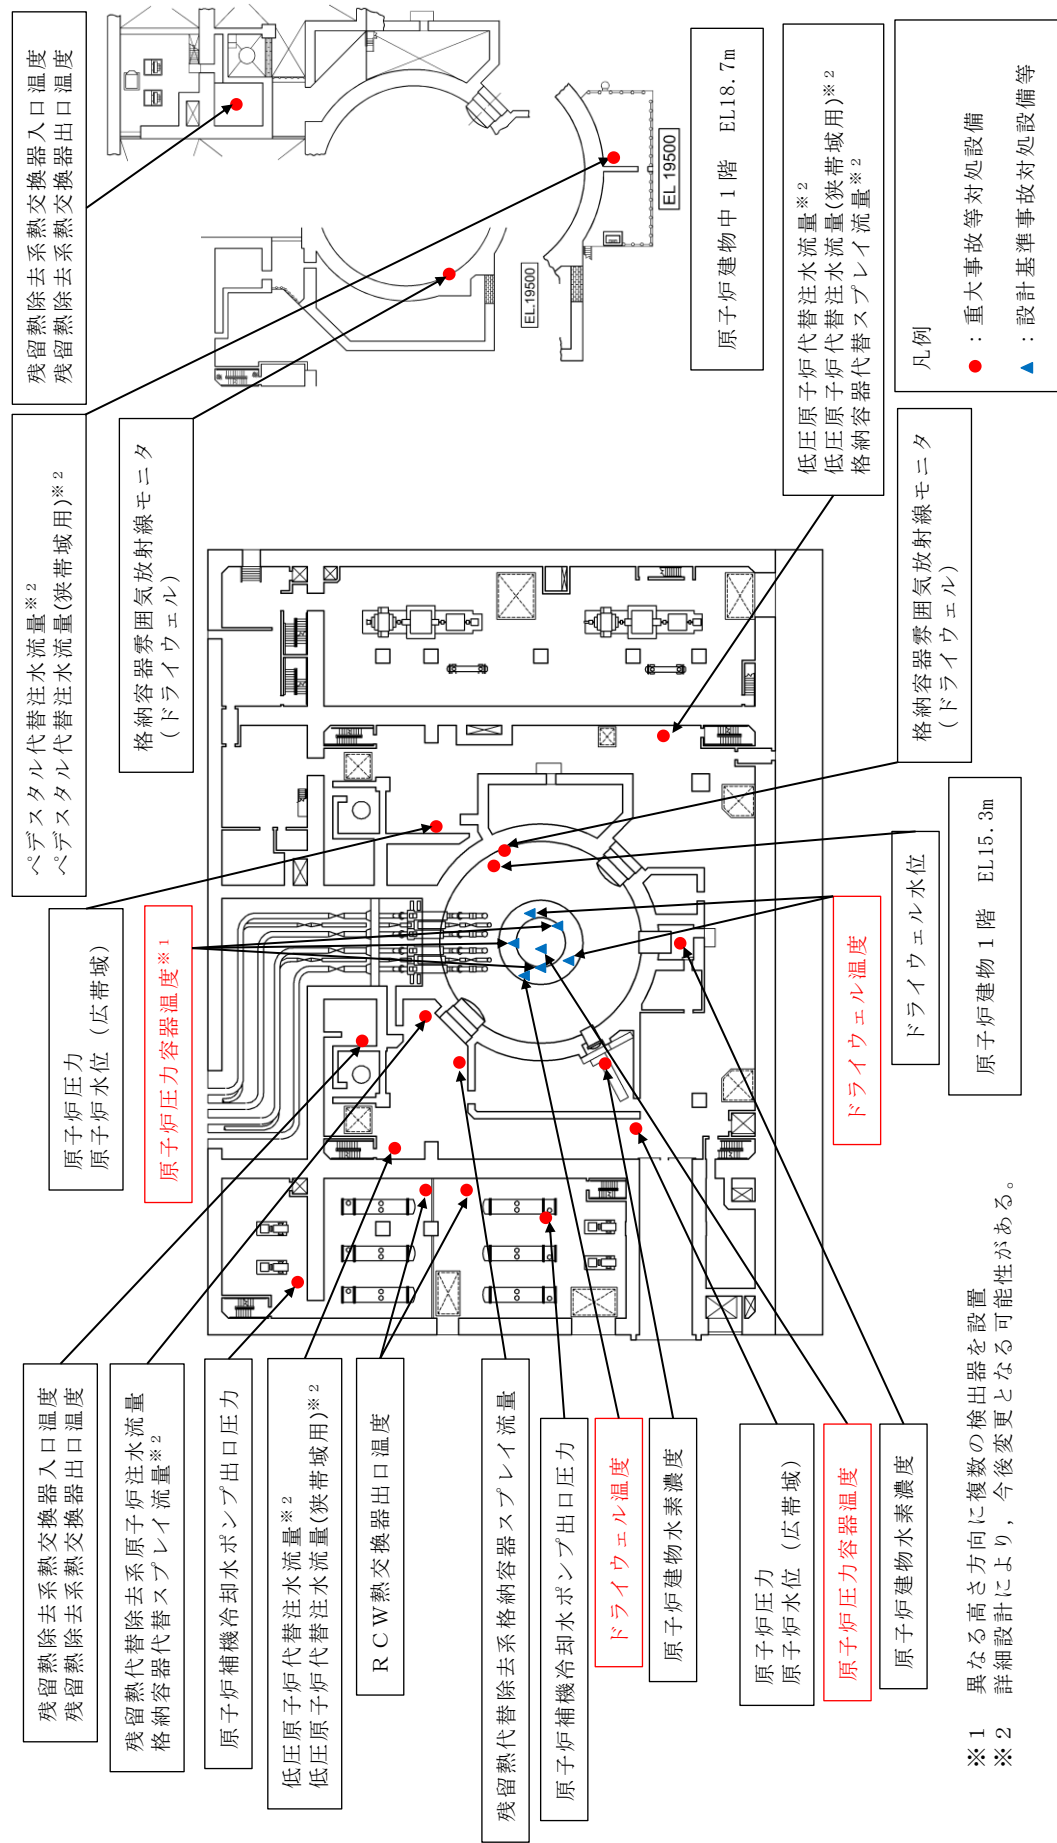 残留熱除去系熱交換器入口温度
残留熱除去系熱交換器出口温度
残留熱代替除去系原子炉注水流量
格納容器代替スプレイ流量※2
原子炉補機冷却水ポンプ出口圧力
低圧原子炉代替注水流量※2
低圧原子炉代替注水流量(狭帯域用)※2
RCW熱交換器出口温度
残留熱代替除去系格納容器スプレイ流量
原子炉補機冷却水ポンプ出口圧力
ドライウェル温度
原子炉建物水素濃度
原子炉圧力
原子炉水位（広帯域）
原子炉圧力容器温度
原子炉建物水素濃度
※1 異なる高さ方向に複数の検出器を設置
※2 詳細設計により，今後変更となる可能性がある。
原子炉圧力
原子炉水位（広帯域）
原子炉圧力容器温度※1
ドライウェル温度
ドライウェル水位
原子炉建物1階 EL15.3m
ペデスタル代替注水流量※2
ペデスタル代替注水流量(狭帯域用)※2
格納容器雰囲気放射線モニタ
(ドライウェル)
格納容器雰囲気放射線モニタ
(ドライウェル)
残留熱除去系熱交換器入口温度
残留熱除去系熱交換器出口温度
EL 19500
EL 19500
原子炉建物中1階 EL18.7m
低圧原子炉代替注水流量※2
低圧原子炉代替注水流量(狭帯域用)※2
格納容器代替スプレイ流量※2
凡例
●：重大事故等対処設備
▲：設計基準事故対処設備等